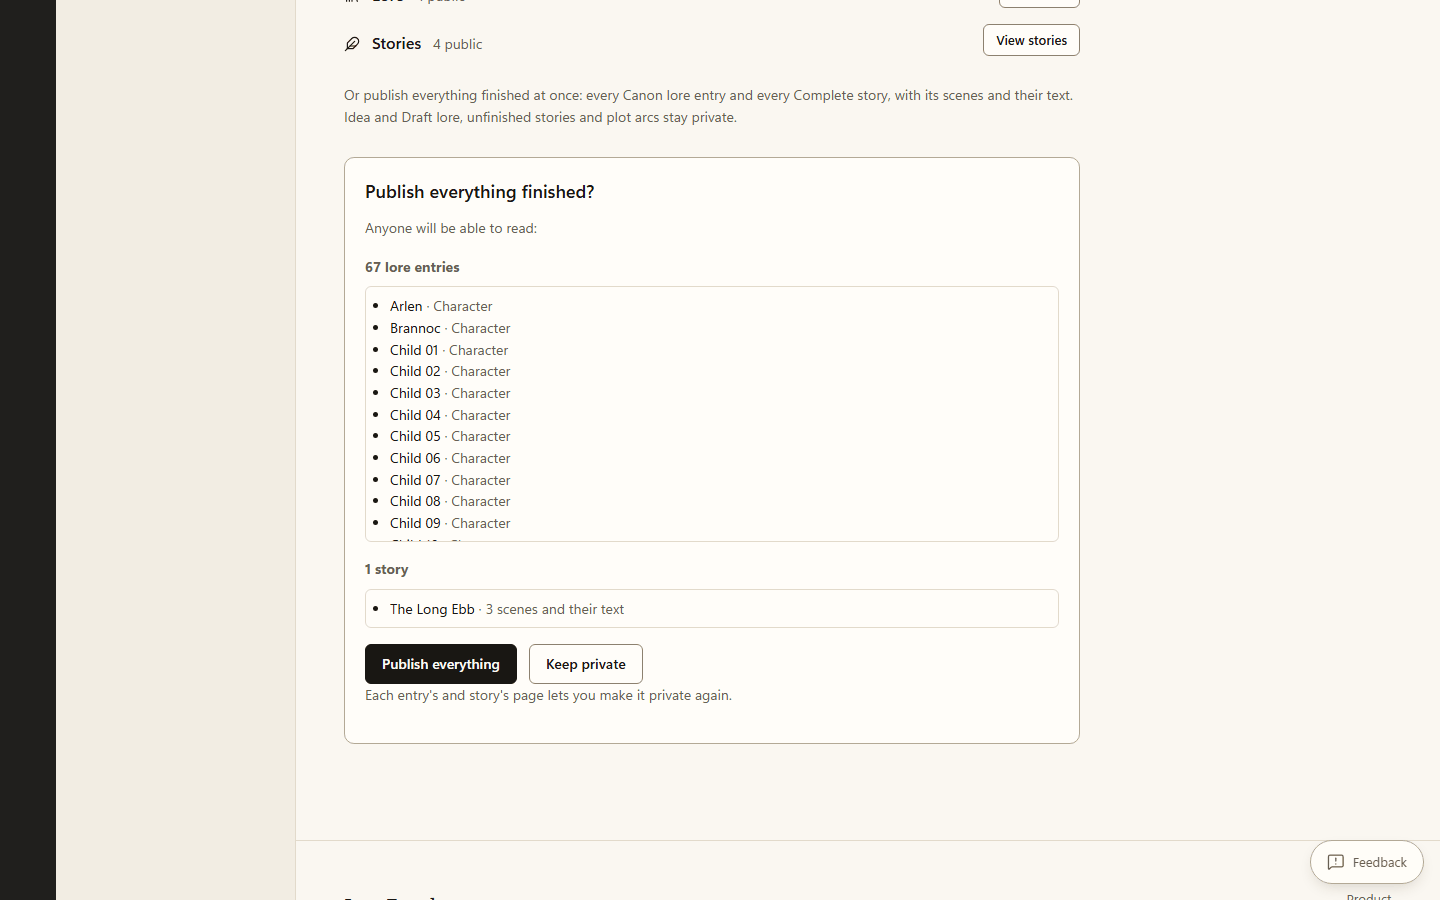 Stories 4 public
View stories
Or publish everything finished at once: every Canon lore entry and every Complete story, with its scenes and their text.
Idea and Draft lore, unfinished stories and plot arcs stay private.
Publish everything finished?
Anyone will be able to read:
67 lore entries
Arlen · Character
Brannoc · Character
Child 01 · Character
Child 02 · Character
Child 03 · Character
Child 04 · Character
Child 05 · Character
Child 06 · Character
Child 07 · Character
Child 08 · Character
Child 09 · Character
1 story
The Long Ebb · 3 scenes and their text
Publish everything
Keep private
Each entry's and story's page lets you make it private again.
Feedback
Product